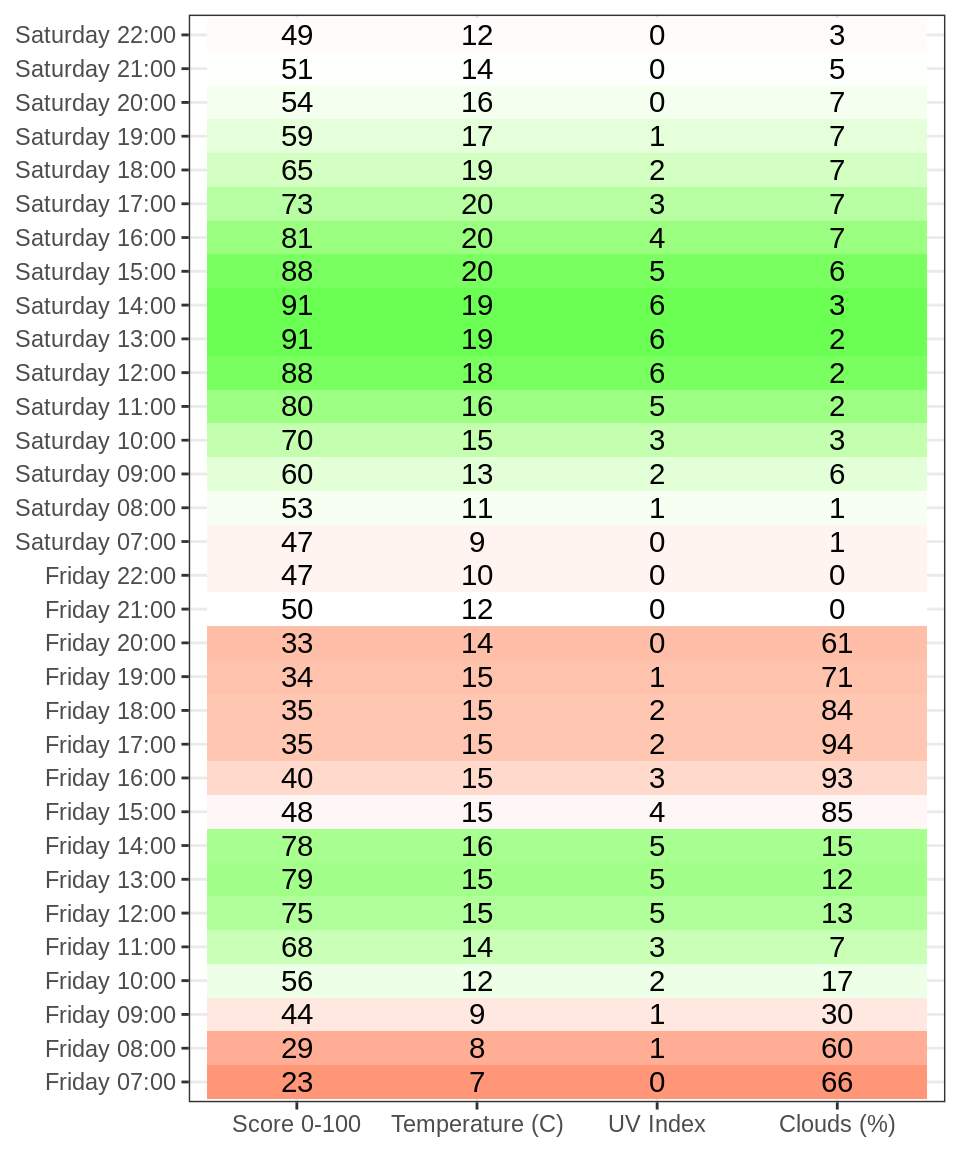 Saturday 22:00 49 12 0 3
Saturday 21:00 51 14 0 5
Saturday 20:00 54 16 0 7
Saturday 19:00 59 17 1 7
Saturday 18:00 65 19 2 7
Saturday 17:00 73 20 3 7
Saturday 16:00 81 20 4 7
Saturday 15:00 88 20 5 6
Saturday 14:00 91 19 6 3
Saturday 13:00 91 19 6 2
Saturday 12:00 88 18 6 2
Saturday 11:00 80 16 5 2
Saturday 10:00 70 15 3 3
Saturday 09:00 60 13 2 6
Saturday 08:00 53 11 1 1
Saturday 07:00 47 9 0 1
Friday 22:00 47 10 0 0
Friday 21:00 50 12 0 0
Friday 20:00 33 14 0 61
Friday 19:00 34 15 1 71
Friday 18:00 35 15 2 84
Friday 17:00 35 15 2 94
Friday 16:00 40 15 3 93
Friday 15:00 48 15 4 85
Friday 14:00 78 16 5 15
Friday 13:00 79 15 5 12
Friday 12:00 75 15 5 13
Friday 11:00 68 14 3 7
Friday 10:00 56 12 2 17
Friday 09:00 44 9 1 30
Friday 08:00 29 8 1 60
Friday 07:00 23 7 0 66
Score 0-100 Temperature (C) UV Index Clouds (%)